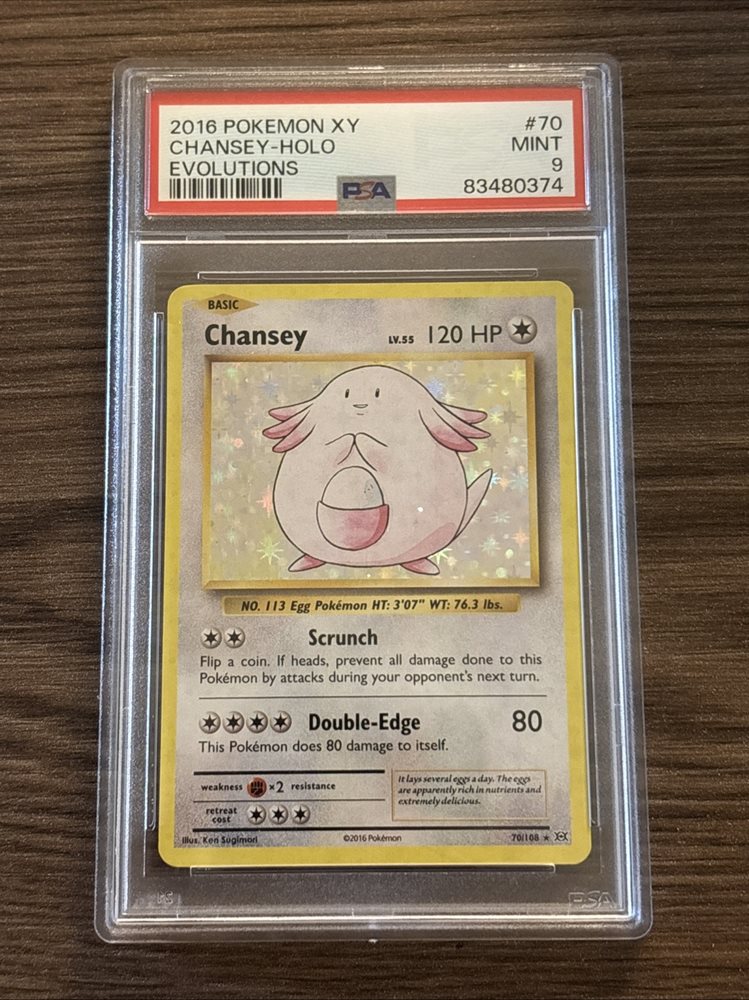 2016 POKEMON XY #70
CHANSEY-HOLO MINT
EVOLUTIONS 9
PSA 83480374
BASIC
Chansey LV.55 120 HP
NO. 113 Egg Pokémon HT: 3'07" WT: 76.3 lbs.
Scrunch
Flip a coin. If heads, prevent all damage done to this
Pokémon by attacks during your opponent's next turn.
Double-Edge 80
This Pokémon does 80 damage to itself.
weakness ×2 resistance
retreat
cost
It lays several eggs a day. The eggs
are apparently rich in nutrients and
extremely delicious.
Illus. Ken Sugimori ©2016 Pokémon 70/108 ★
PSA